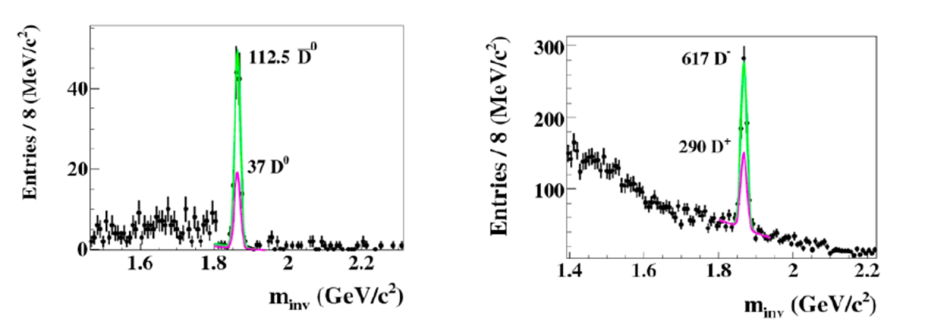 Entries / 8 (MeV/c²)
40
20
0
112.5 D̅⁰
37 D⁰
1.6
1.8
2
2.2
m_inv (GeV/c²)
Entries / 8 (MeV/c²)
300
200
100
617 D⁻
290 D⁺
1.4
1.6
1.8
2
2.2
m_inv (GeV/c²)